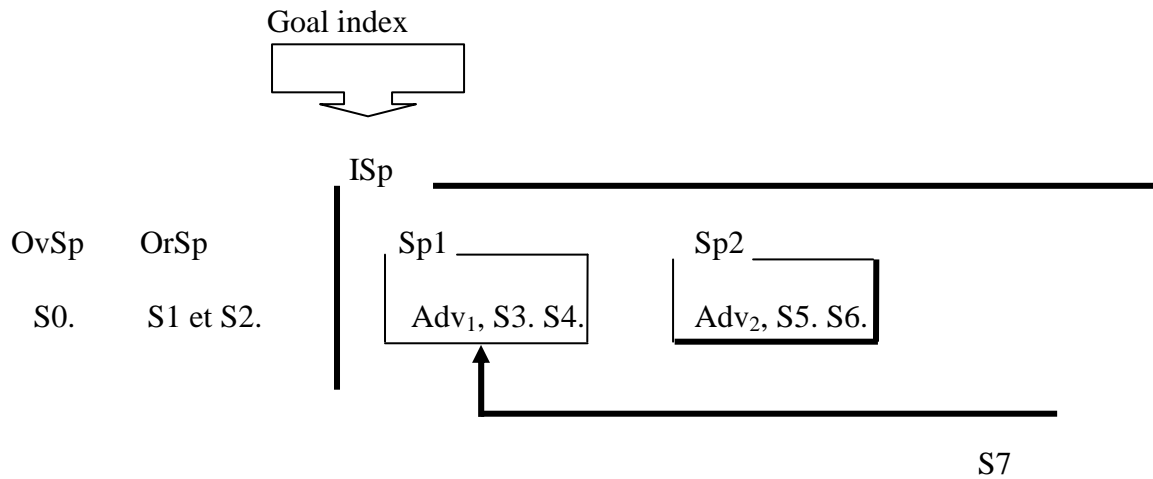 Goal index
ISp
OvSp OrSp Sp1 Sp2
S0. S1 et S2. Adv₁, S3. S4. Adv₂, S5. S6.
S7